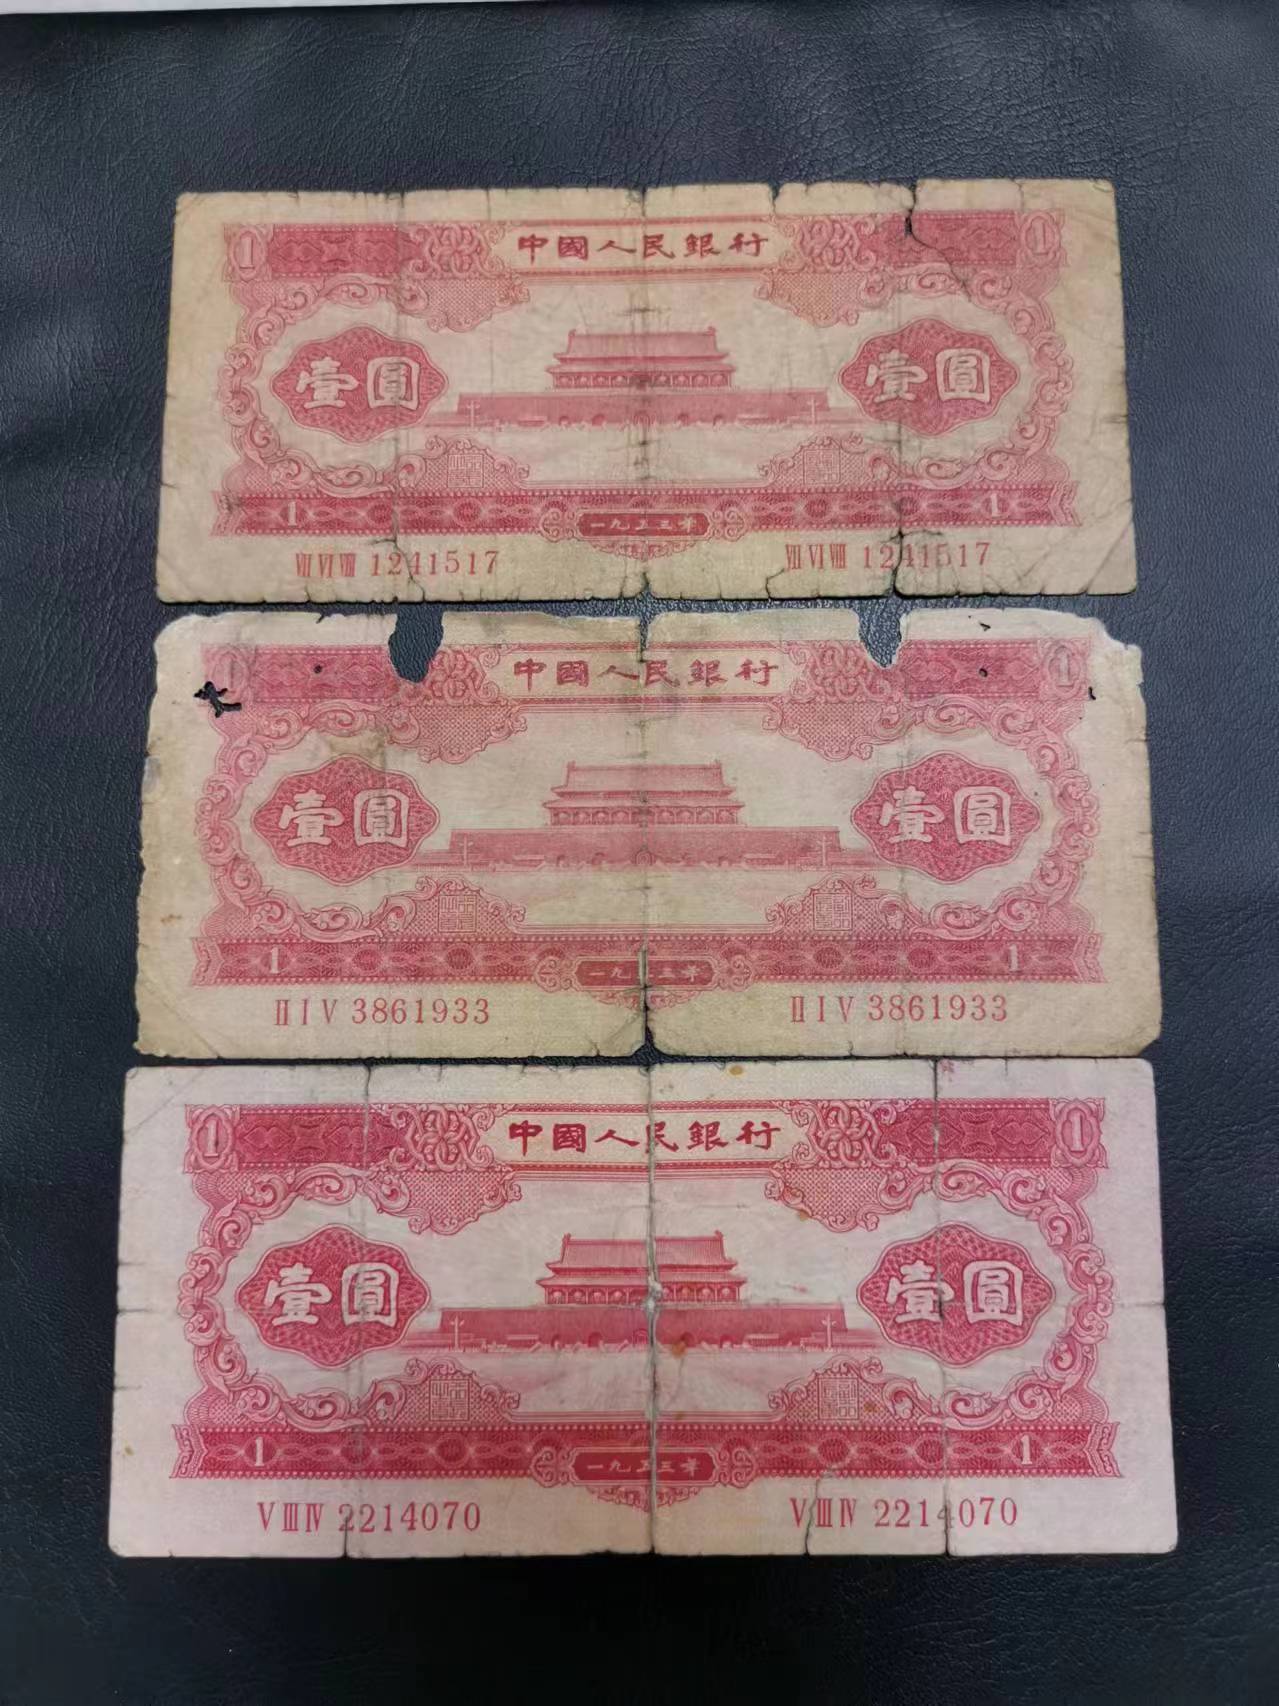 1 中國人民銀行 1
壹圓 壹圓
1 一九五三年 1
Ⅶ Ⅵ Ⅷ 1241517 Ⅶ Ⅵ Ⅷ 1241517
1 中國人民銀行 1
壹圓 壹圓
1 一九五三年 1
Ⅱ Ⅰ Ⅴ 3861933 Ⅱ Ⅰ Ⅴ 3861933
1 中國人民銀行 1
壹圓 壹圓
1 一九五三年 1
Ⅴ Ⅲ Ⅳ 2214070 Ⅴ Ⅲ Ⅳ 2214070